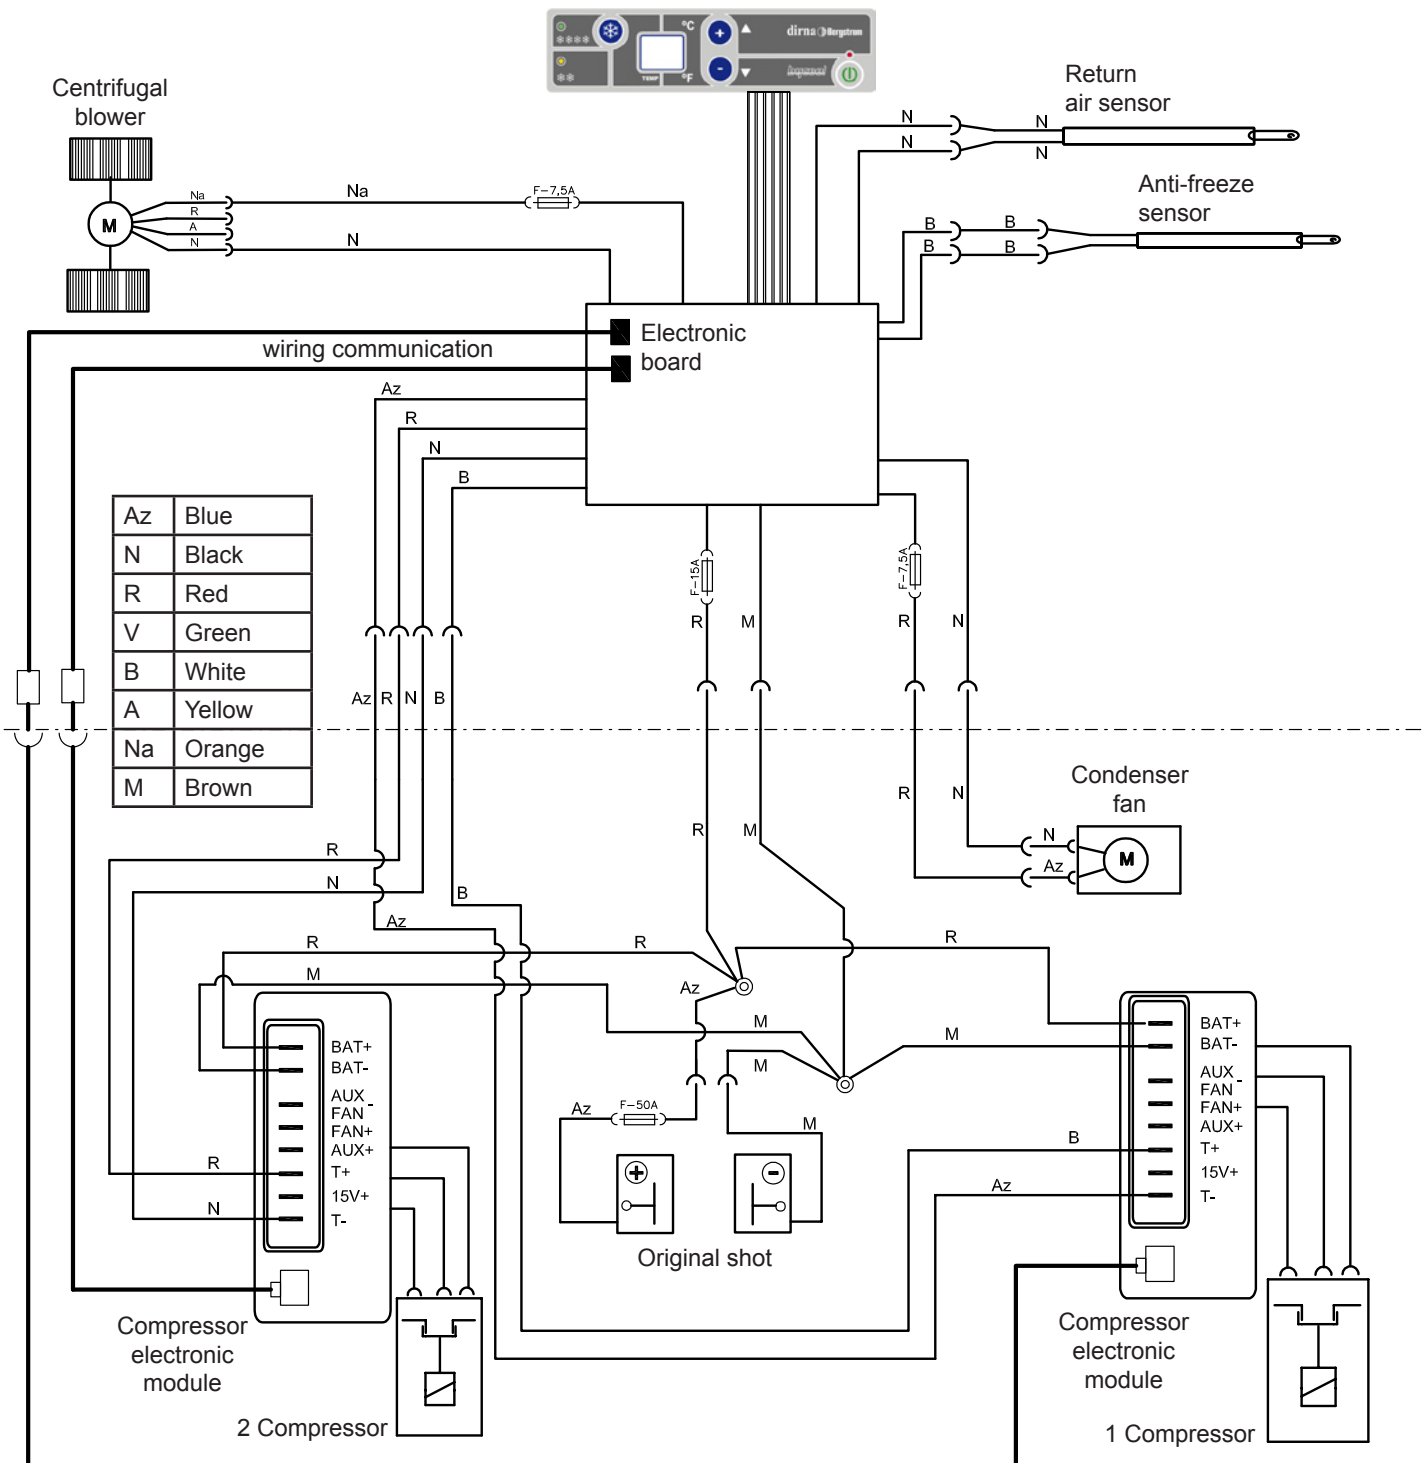 °C
+
dirna Bergstrom
TEMP
°F
-
Centrifugal
blower
Return
air sensor
Anti-freeze
sensor
M
Na
R
A
N
Na
N
F-7,5A
N
N
N
N
B
B
B
B
wiring communication
Electronic
board
Az
R
N
B
Az Blue
N Black
R Red
V Green
B White
A Yellow
Na Orange
M Brown
F-15A
F-7,5A
R
M
R
N
Az
R
N
B
R
M
R
N
Condenser
fan
N
Az
M
R
N
B
Az
R
R
R
M
Az
M
M
M
Az
F-50A
M
B
Az
R
N
BAT+
BAT-
AUX
FAN -
FAN+
AUX+
T+
15V+
T-
BAT+
BAT-
AUX
FAN -
FAN+
AUX+
T+
15V+
T-
+
-
Original shot
Compressor
electronic
module
2 Compressor
Compressor
electronic
module
1 Compressor